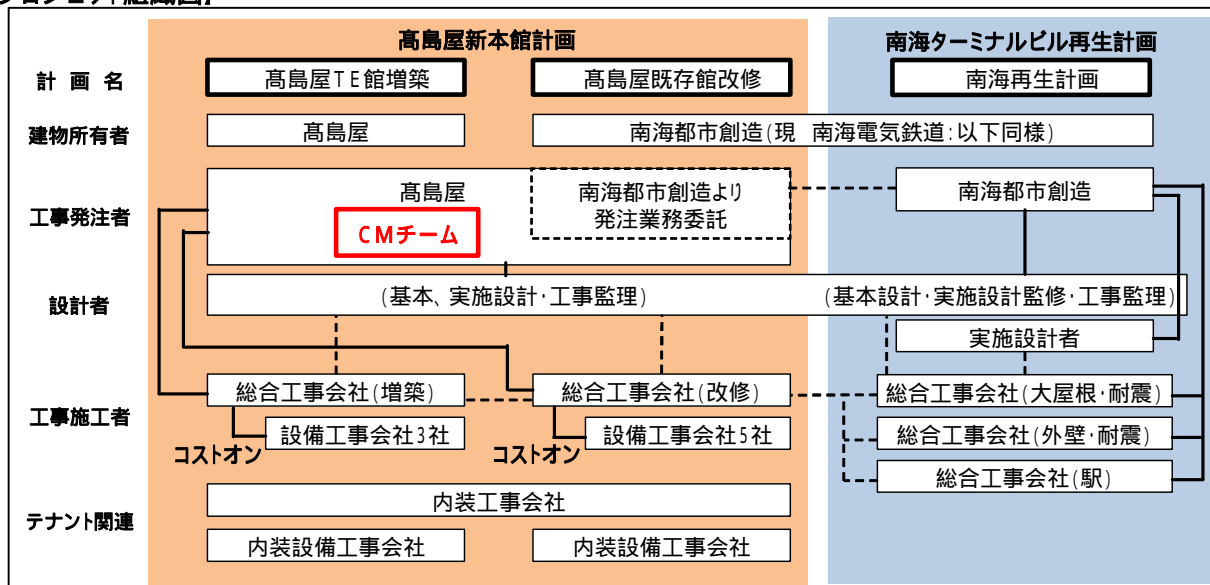 プロジェクト組織図】
髙島屋新本館計画
南海ターミナルビル再生計画
計画名
髙島屋TE館増築
髙島屋既存館改修
南海再生計画
建物所有者
髙島屋
南海都市創造(現 南海電気鉄道:以下同様)
工事発注者
髙島屋
CMチーム
南海都市創造より
発注業務委託
南海都市創造
設計者
(基本、実施設計・工事監理)
(基本設計・実施設計監修・工事監理)
実施設計者
工事施工者
総合工事会社(増築)
総合工事会社(改修)
総合工事会社(大屋根・耐震)
設備工事会社3社
設備工事会社5社
総合工事会社(外壁・耐震)
コストオン
コストオン
総合工事会社(駅)
テナント関連
内装工事会社
内装設備工事会社
内装設備工事会社